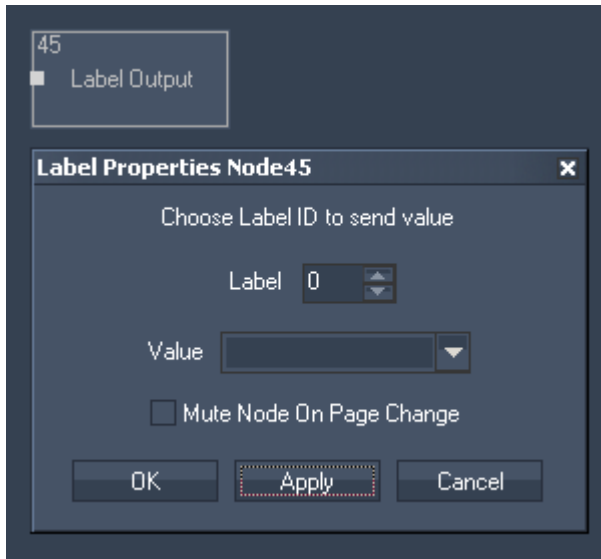 45
Label Output
Label Properties Node45
Choose Label ID to send value
Label 0
Value
Mute Node On Page Change
OK Apply Cancel